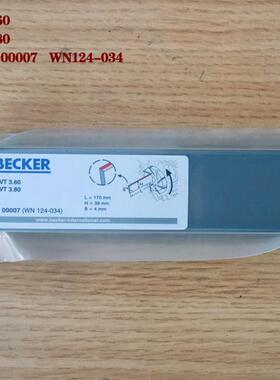 60
80
00007 WN124-034
BECKER
VT 3.60
VT 3.80
L = 170 mm
H = 39 mm
B = 4 mm
00007 (WN 124-034)
www.becker-international.com